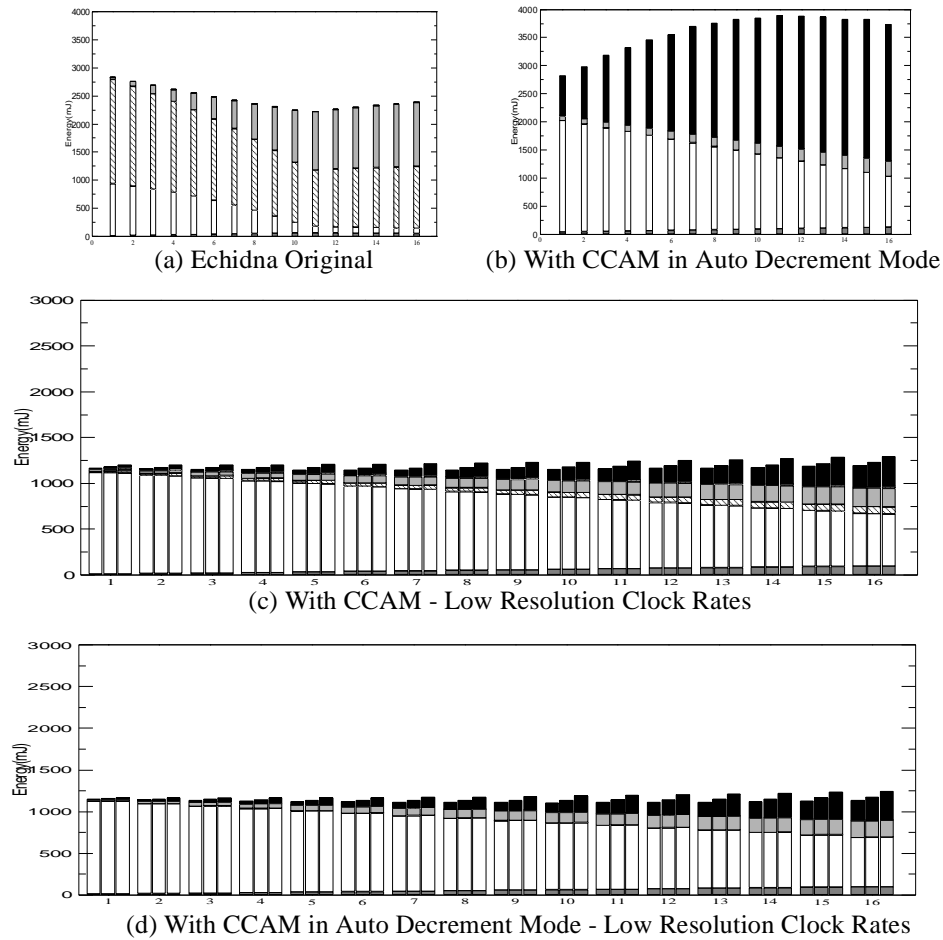 4000
3500
3000
2500
2000
1500
1000
500
0
Energy(mJ)
0 2 4 6 8 10 12 14 16
(a) Echidna Original
4000
3500
3000
2500
2000
1500
1000
500
0
Energy(mJ)
0 2 4 6 8 10 12 14 16
(b) With CCAM in Auto Decrement Mode
3000
2500
2000
1500
1000
500
0
Energy(mJ)
1 2 3 4 5 6 7 8 9 10 11 12 13 14 15 16
(c) With CCAM - Low Resolution Clock Rates
3000
2500
2000
1500
1000
500
0
Energy(mJ)
1 2 3 4 5 6 7 8 9 10 11 12 13 14 15 16
(d) With CCAM in Auto Decrement Mode - Low Resolution Clock Rates